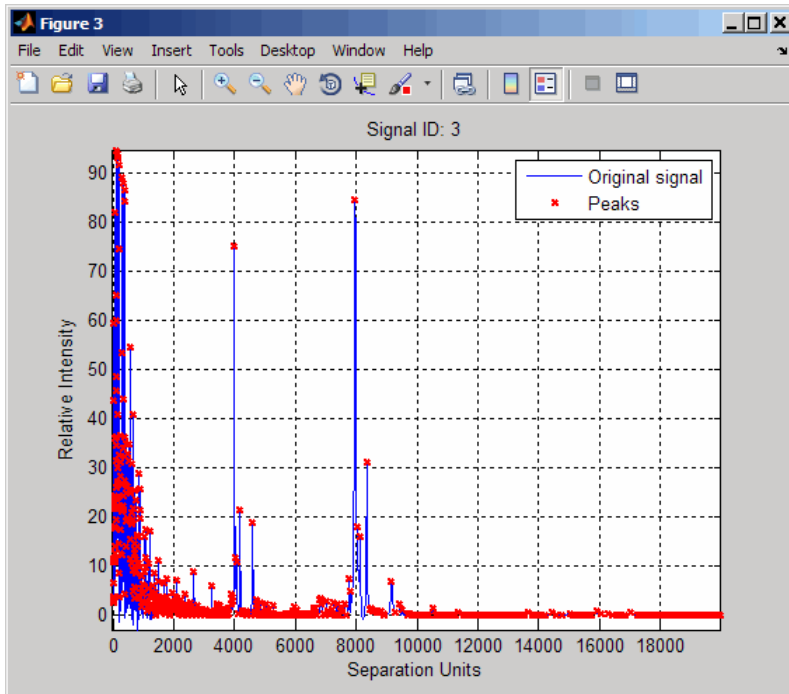 Figure 3
File Edit View Insert Tools Desktop Window Help
Signal ID: 3
Original signal
Peaks
Relative Intensity
90
80
70
60
50
40
30
20
10
0
0 2000 4000 6000 8000 10000 12000 14000 16000 18000
Separation Units